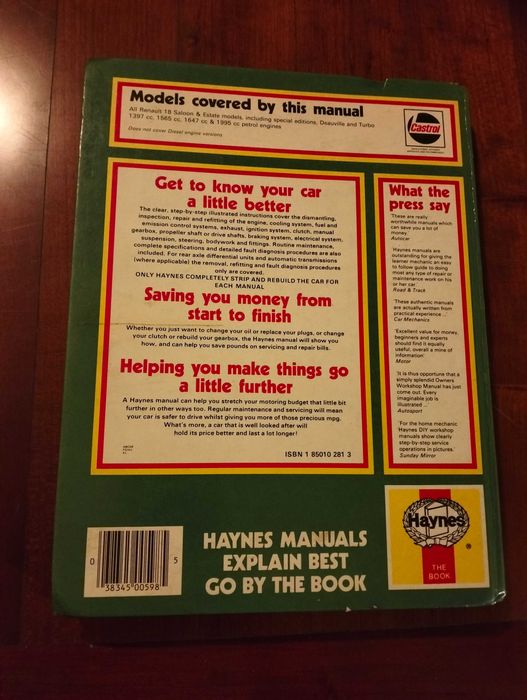 Models covered by this manual
All Renault 18 Saloon & Estate models, including special editions, Deauville and Turbo
1397 cc, 1565 cc, 1647 cc & 1995 cc petrol engines
Does not cover Diesel engine versions
Castrol
Get to know your car
a little better
The clear, step-by-step illustrated instructions cover the dismantling,
inspection, repair and refitting of the engine, cooling system, fuel and
emission control systems, exhaust, ignition system, clutch, manual
gearbox, propeller shaft or drive shafts, braking system, electrical system,
suspension, steering, bodywork and fittings. Routine maintenance,
complete specifications and detailed fault diagnosis procedures are also
included. For rear axle differential units and automatic transmissions
(where applicable) the removal, refitting and fault diagnosis procedures
only are covered.
ONLY HAYNES COMPLETELY STRIP AND REBUILD THE CAR FOR
EACH MANUAL
Saving you money from
start to finish
Whether you just want to change your oil or replace your plugs, or change
your clutch or rebuild your gearbox, the Haynes manual will show you
how, and can help you save pounds on servicing and repair bills.
Helping you make things go
a little further
A Haynes manual can help you stretch your motoring budget that little bit
further in other ways too. Regular maintenance and servicing will mean
your car is safer to drive whilst giving you more of those precious mpg.
What's more, a car that is well looked after will
hold its price better and last a lot longer!
ISBN 1 85010 281 3
What the
press say
'These are really
worthwhile manuals which
can save you a lot of
money.'
Autocar
'Haynes manuals are
outstanding for giving the
learner mechanic an easy
to follow guide to doing
most any type of repair or
maintenance work on his
or her car.'
Road & Track
'These authentic manuals
are actually written from
practical experience ...'
Car Mechanics
'Excellent value for money,
beginners and experts
should find it equally
useful, overall a mine of
information'
Motor
'It is thus opportune that a
simply splendid Owners
Workshop Manual has just
come out. Every
imaginable job is
illustrated ...'
Autosport
'For the home mechanic
'Haynes DIY workshop
manuals show clearly
step-by-step service
operations in pictures.'
Sunday Mirror
0 38345 00598 5
HAYNES MANUALS
EXPLAIN BEST
GO BY THE BOOK
Haynes
®
THE
BOOK